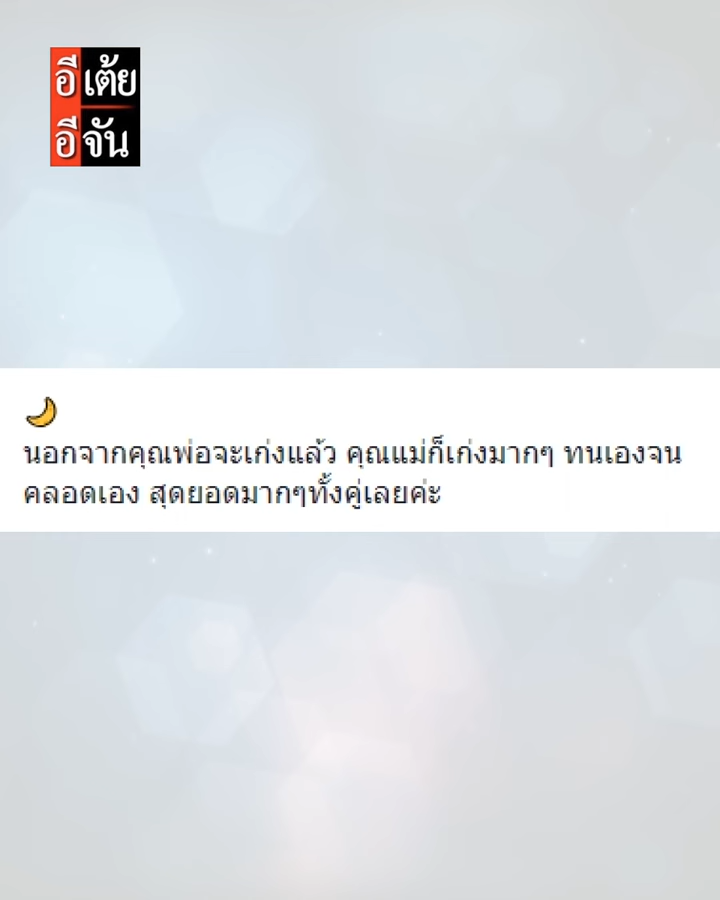 อีเต้ย
อีจัน
🌙
นอกจากคุณพ่อจะเก่งแล้ว คุณแม่ก็เก่งมากๆ ทนเองจน
คลอดเอง สุดยอดมากๆทั้งคู่เลยค่ะ